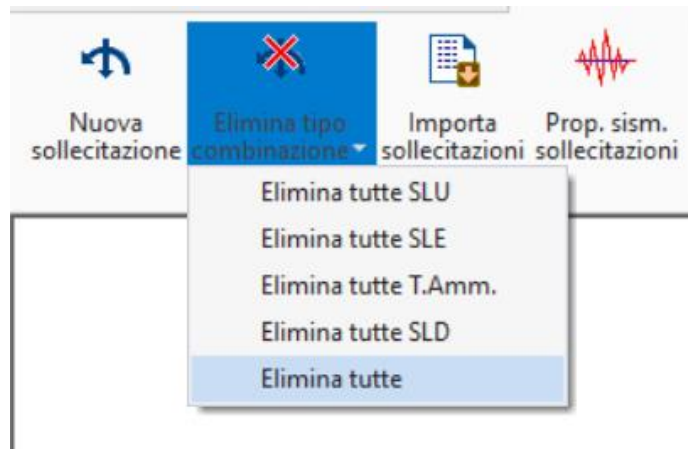 Nuova
sollecitazione
Elimina tipo
combinazione
Importa
sollecitazioni
Prop. sism.
sollecitazioni
Elimina tutte SLU
Elimina tutte SLE
Elimina tutte T.Amm.
Elimina tutte SLD
Elimina tutte